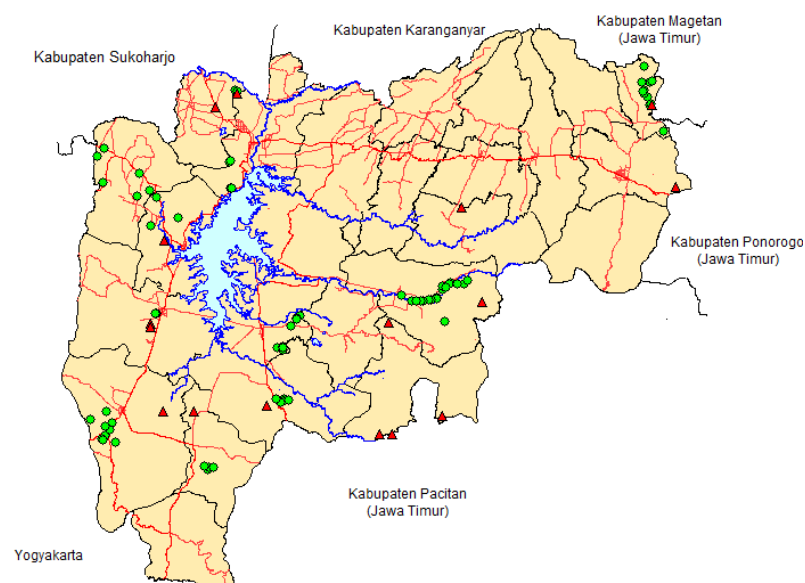 Kabupaten Magetan
(Jawa Timur)
Kabupaten Karanganyar
Kabupaten Sukoharjo
Kabupaten Ponorogo
(Jawa Timur)
Kabupaten Pacitan
(Jawa Timur)
Yogyakarta